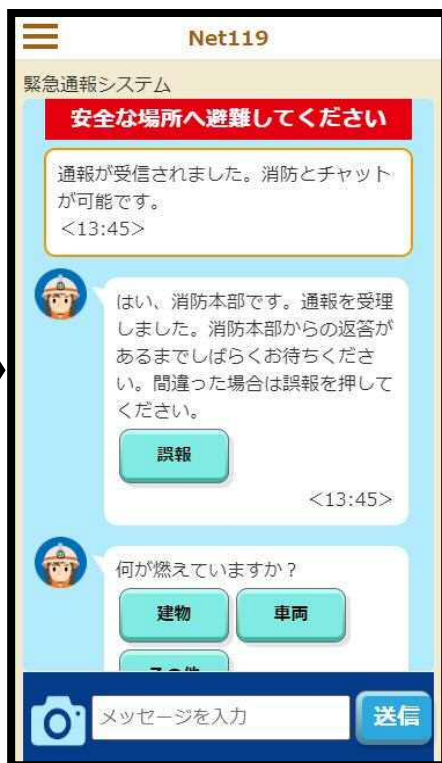 Net119
緊急通報システム
安全な場所へ避難してください
通報が受信されました。消防とチャット
が可能です。
<13:45>
はい、消防本部です。通報を受理
しました。消防本部からの返答が
あるまでしばらくお待ちくださ
い。間違った場合は誤報を押して
ください。
誤報
<13:45>
何が燃えていますか？
建物 車両
その他
メッセージを入力 送信